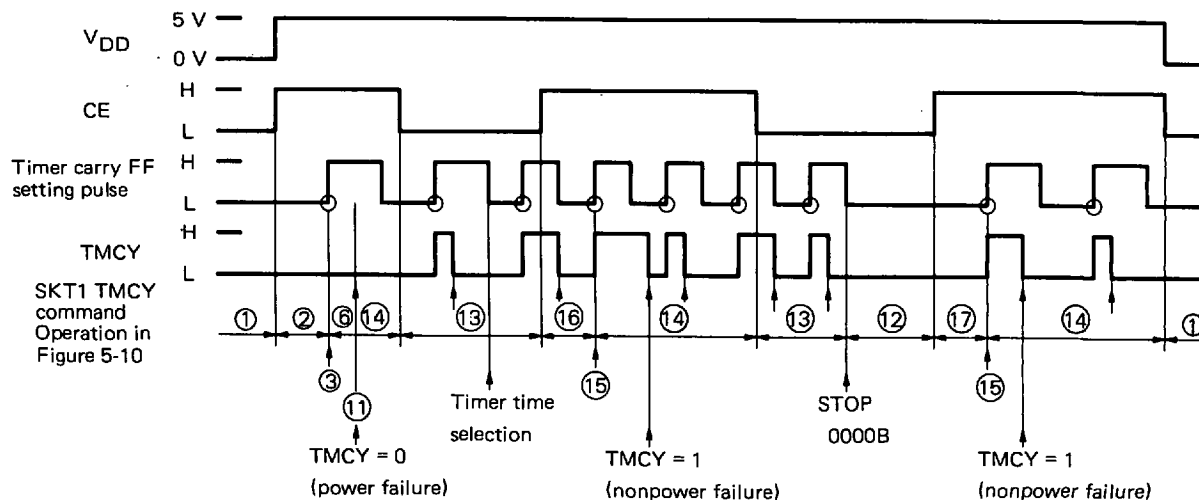 5 V
VDD
0 V
H
CE
L
Timer carry FF
setting pulse
H
L
TMCY
H
L
SKT1 TMCY
command
Operation in
Figure 5-10
① ② ⑥ ⑭ ⑬ ⑯ ⑭ ⑬ ⑫ ⑰ ⑭ ①
③ ⑮ ⑮
⑪
Timer time
selection
STOP
0000B
TMCY = 0
(power failure)
TMCY = 1
(nonpower failure)
TMCY = 1
(nonpower failure)